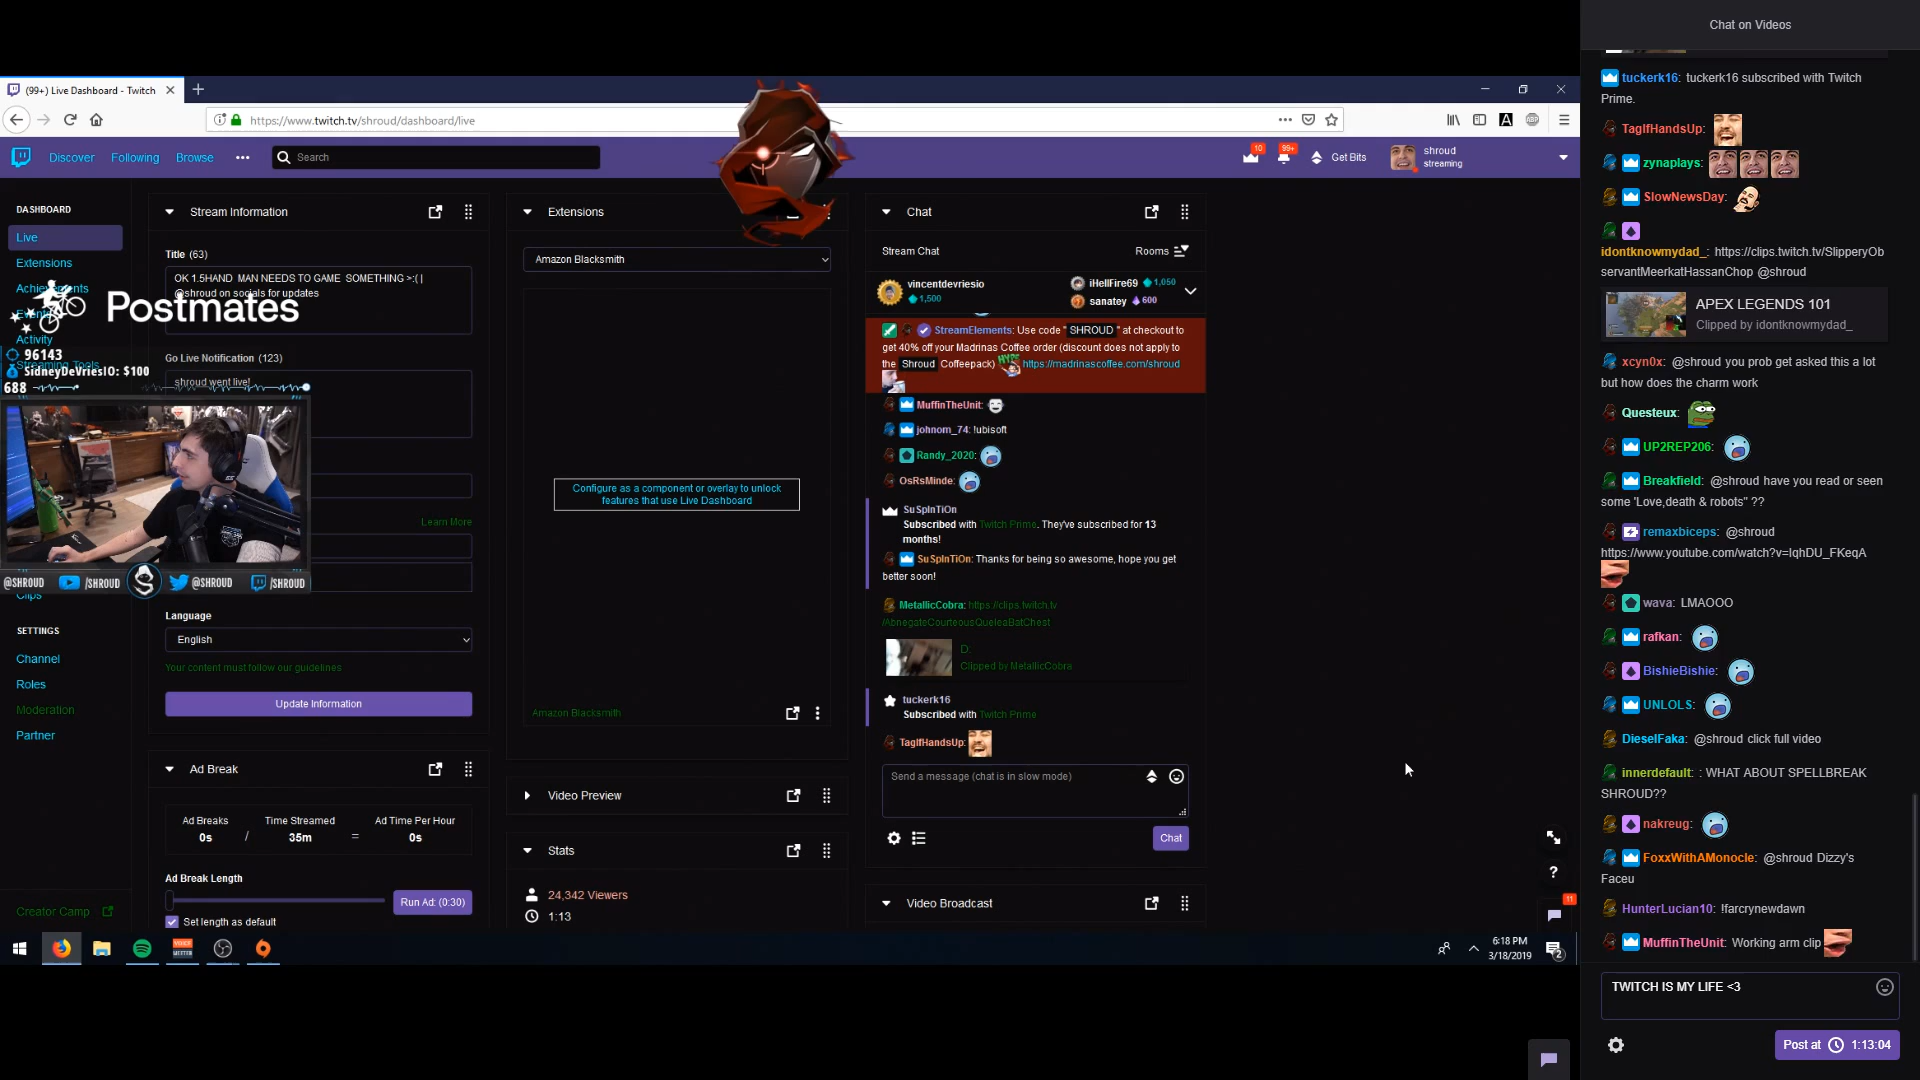 (99+) Live Dashboard - Twitch
https://www.twitch.tv/shroud/dashboard/live
Discover
Following
Browse
Search
10
99+
Get Bits
shroud
streaming
DASHBOARD
Live
Extensions
Achievements
Activity
Streaming Tools
Clips
SETTINGS
Channel
Roles
Moderation
Partner
Creator Camp
Postmates
96143
SidneyDeVriesIO: $100
688
@SHROUD
/SHROUD
@SHROUD
/SHROUD
Stream Information
Title (63)
OK 1.5HAND MAN NEEDS TO GAME SOMETHING >:( |
@shroud on socials for updates
Go Live Notification (123)
shroud went live!
Learn More
Language
English
Your content must follow our guidelines
Update Information
Ad Break
Ad Breaks
0s
/
Time Streamed
35m
=
Ad Time Per Hour
0s
Ad Break Length
Run Ad: (0:30)
Set length as default
Extensions
Amazon Blacksmith
Configure as a component or overlay to unlock
features that use Live Dashboard
Amazon Blacksmith
Video Preview
Stats
24,342 Viewers
1:13
Chat
Stream Chat
Rooms
vincentdevriesio
1,500
iHellFire69 1,050
sanatey 600
StreamElements: Use code " SHROUD " at checkout to
get 40% off your Madrinas Coffee order (discount does not apply to
the Shroud Coffeepack) HYPE https://madrinascoffee.com/shroud
MuffinTheUnit:
johnom_74: !ubisoft
Randy_2020:
OsRsMinde:
SuSpInTiOn
Subscribed with Twitch Prime. They've subscribed for 13
months!
SuSpInTiOn: Thanks for being so awesome, hope you get
better soon!
MetallicCobra: https://clips.twitch.tv
/AbnegateCourteousQueleaBatChest
D:
Clipped by MetallicCobra
tuckerk16
Subscribed with Twitch Prime
TagIfHandsUp:
Send a message (chat is in slow mode)
Chat
Video Broadcast
?
11
6:18 PM
3/18/2019
2
VOICE
MEETER
Chat on Videos
tuckerk16: tuckerk16 subscribed with Twitch
Prime.
TagIfHandsUp:
zynaplays:
SlowNewsDay:
idontknowmydad_: https://clips.twitch.tv/SlipperyOb
servantMeerkatHassanChop @shroud
APEX LEGENDS 101
Clipped by idontknowmydad_
xcyn0x: @shroud you prob get asked this a lot
but how does the charm work
Questeux:
UP2REP206:
Breakfield: @shroud have you read or seen
some 'Love,death & robots" ??
remaxbiceps: @shroud
https://www.youtube.com/watch?v=IqhDU_FKeqA
wava: LMAOOO
rafkan:
BishieBishie:
UNLOLS:
DieselFaka: @shroud click full video
innerdefault: : WHAT ABOUT SPELLBREAK
SHROUD??
nakreug:
FoxxWithAMonocle: @shroud Dizzy's
Faceu
HunterLucian10: !farcrynewdawn
MuffinTheUnit: Working arm clip
TWITCH IS MY LIFE <3
Post at 1:13:04